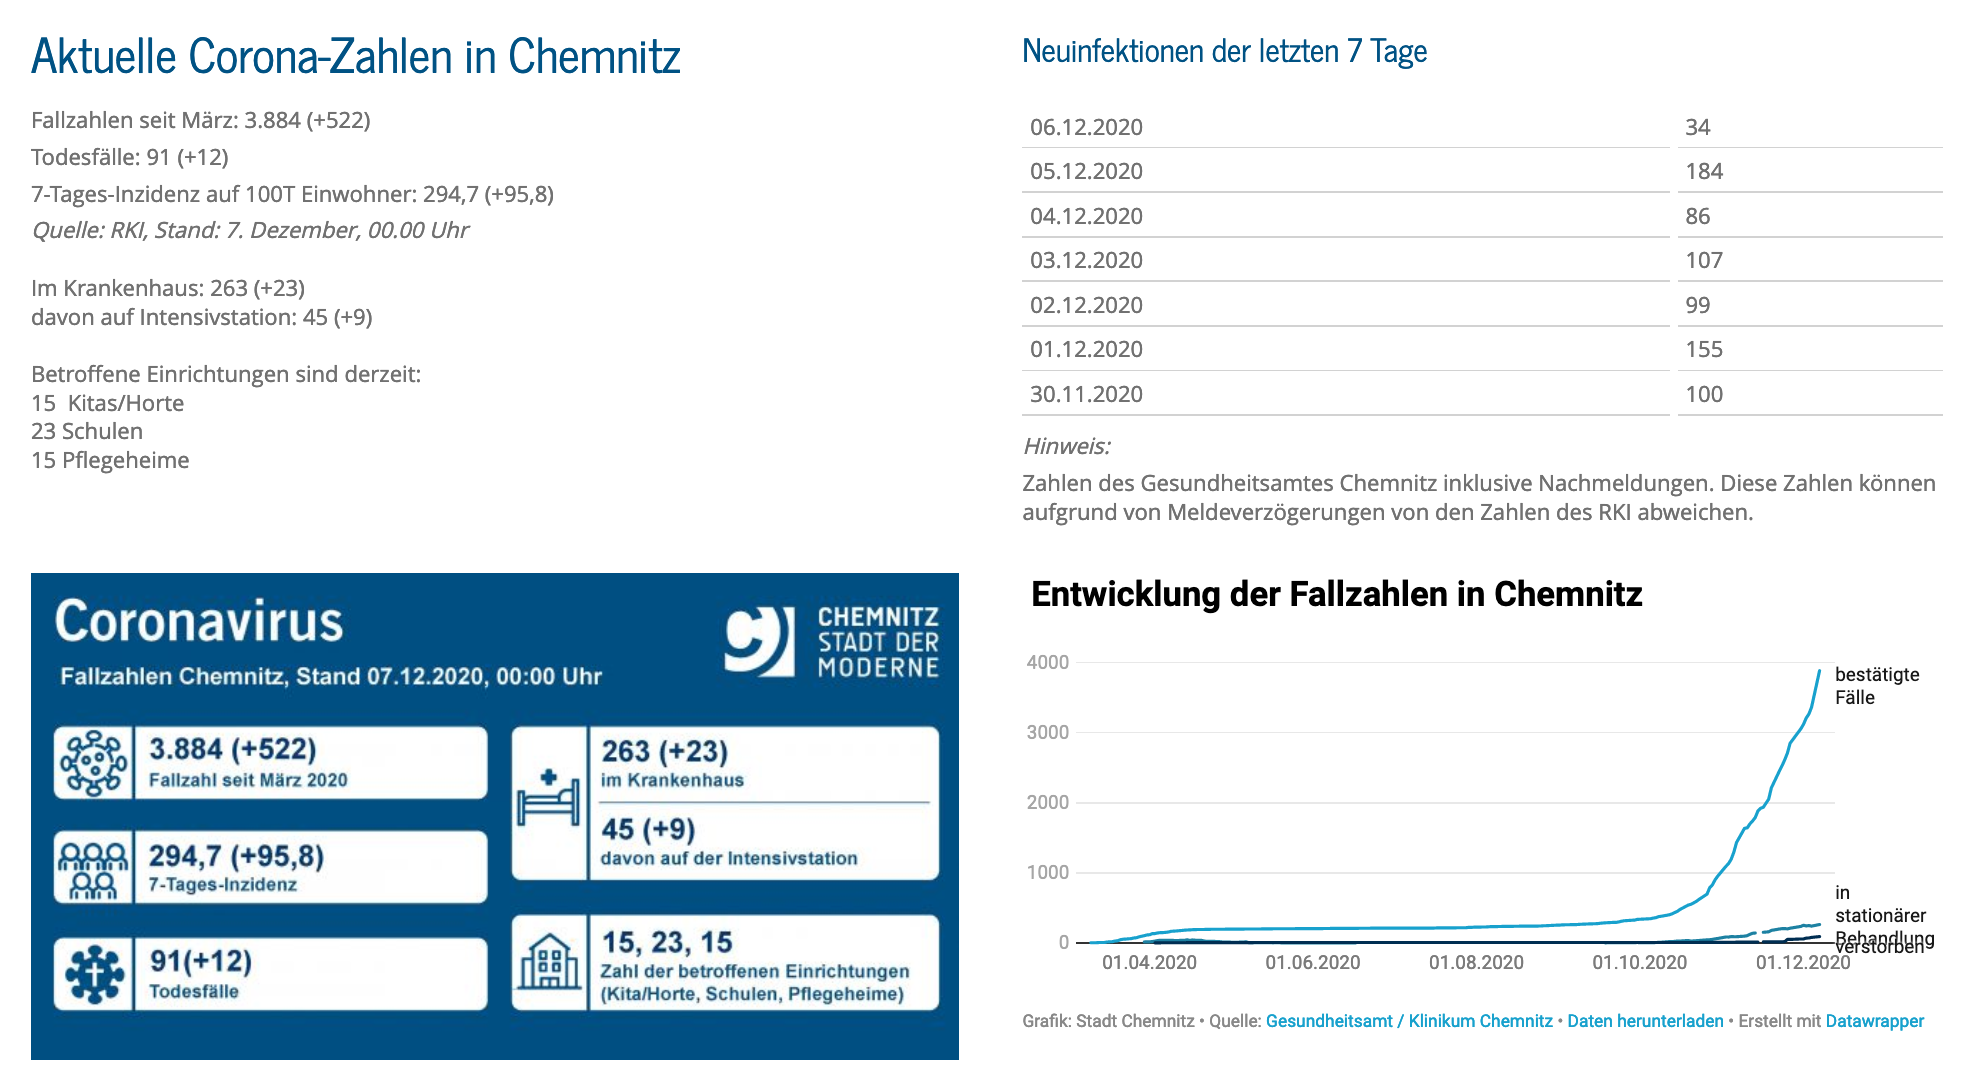 Aktuelle Corona-Zahlen in Chemnitz
Fallzahlen seit März: 3.884 (+522)
Todesfälle: 91 (+12)
7-Tages-Inzidenz auf 100T Einwohner: 294,7 (+95,8)
Quelle: RKI, Stand: 7. Dezember, 00.00 Uhr
Im Krankenhaus: 263 (+23)
davon auf Intensivstation: 45 (+9)
Betroffene Einrichtungen sind derzeit:
15 Kitas/Horte
23 Schulen
15 Pflegeheime
Neuinfektionen der letzten 7 Tage
06.12.2020 34
05.12.2020 184
04.12.2020 86
03.12.2020 107
02.12.2020 99
01.12.2020 155
30.11.2020 100
Hinweis:
Zahlen des Gesundheitsamtes Chemnitz inklusive Nachmeldungen. Diese Zahlen können
aufgrund von Meldeverzögerungen von den Zahlen des RKI abweichen.
Coronavirus
Fallzahlen Chemnitz, Stand 07.12.2020, 00:00 Uhr
CHEMNITZ
STADT DER
MODERNE
3.884 (+522)
Fallzahl seit März 2020
294,7 (+95,8)
7-Tages-Inzidenz
91(+12)
Todesfälle
263 (+23)
im Krankenhaus
45 (+9)
davon auf der Intensivstation
15, 23, 15
Zahl der betroffenen Einrichtungen
(Kita/Horte, Schulen, Pflegeheime)
Entwicklung der Fallzahlen in Chemnitz
4000
3000
2000
1000
0
bestätigte
Fälle
in
stationärer
Behandlung
verstorben
01.04.2020 01.06.2020 01.08.2020 01.10.2020 01.12.2020
Grafik: Stadt Chemnitz • Quelle: Gesundheitsamt / Klinikum Chemnitz • Daten herunterladen • Erstellt mit Datawrapper